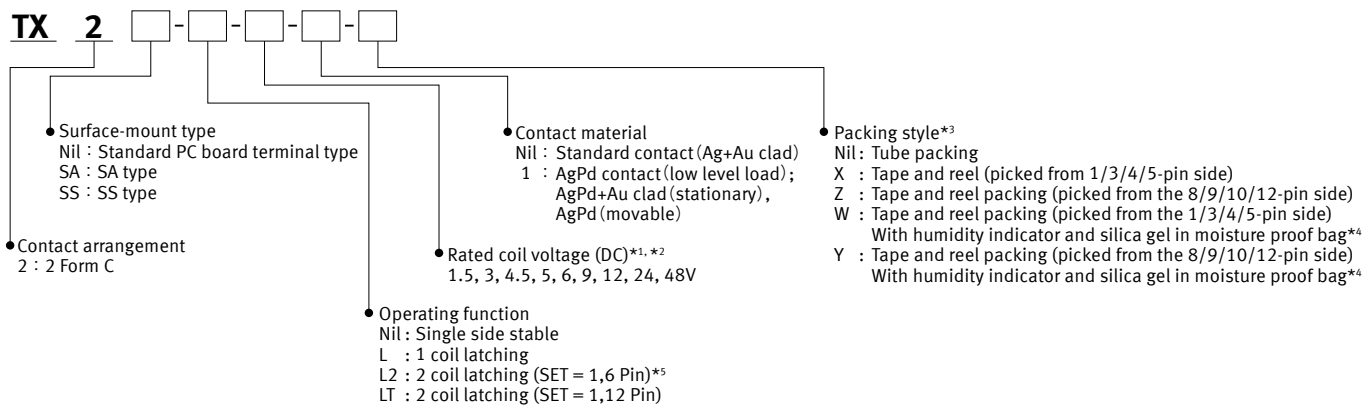 TX 2 - - - -
Surface-mount type
Nil : Standard PC board terminal type
SA : SA type
SS : SS type
Contact arrangement
2 : 2 Form C
Operating function
Nil : Single side stable
L : 1 coil latching
L2 : 2 coil latching (SET = 1,6 Pin)*5
LT : 2 coil latching (SET = 1,12 Pin)
Rated coil voltage (DC)*1, *2
1.5, 3, 4.5, 5, 6, 9, 12, 24, 48V
Contact material
Nil : Standard contact (Ag+Au clad)
1 : AgPd contact (low level load);
AgPd+Au clad (stationary),
AgPd (movable)
Packing style*3
Nil : Tube packing
X : Tape and reel (picked from 1/3/4/5-pin side)
Z : Tape and reel packing (picked from the 8/9/10/12-pin side)
W : Tape and reel packing (picked from the 1/3/4/5-pin side)
With humidity indicator and silica gel in moisture proof bag*4
Y : Tape and reel packing (picked from the 8/9/10/12-pin side)
With humidity indicator and silica gel in moisture proof bag*4